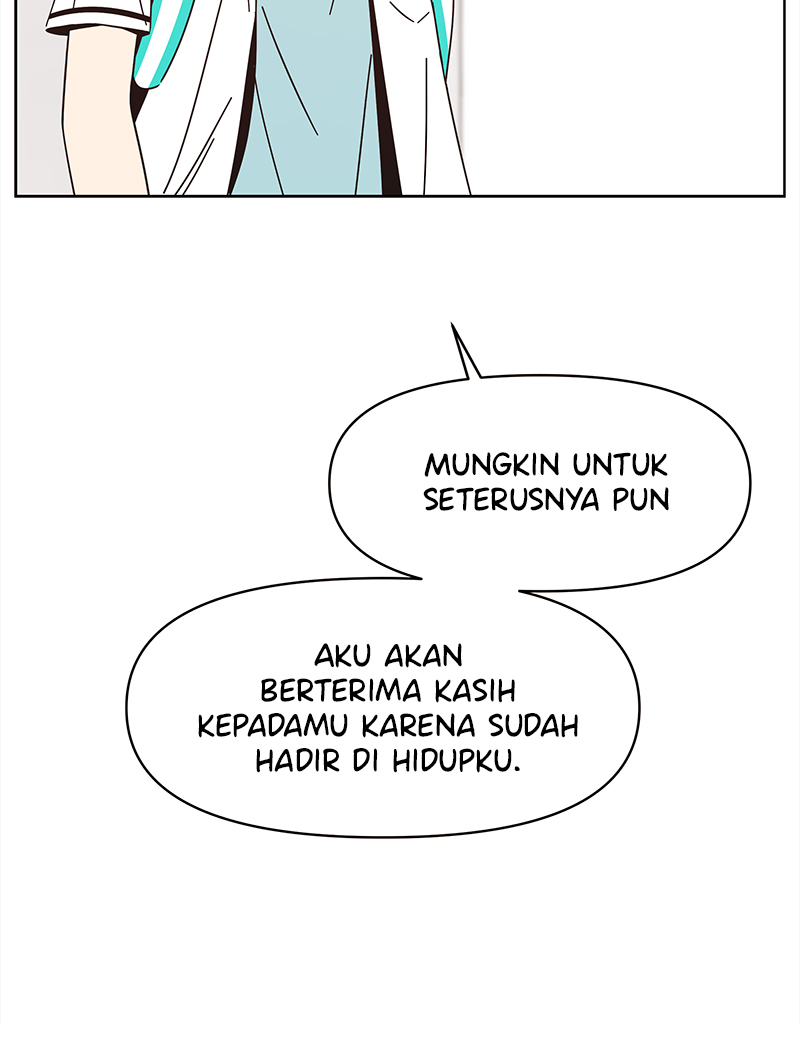 MUNGKIN UNTUK
SETERUSNYA PUN
AKU AKAN
BERTERIMA KASIH
KEPADAMU KARENA SUDAH
HADIR DI HIDUPKU.